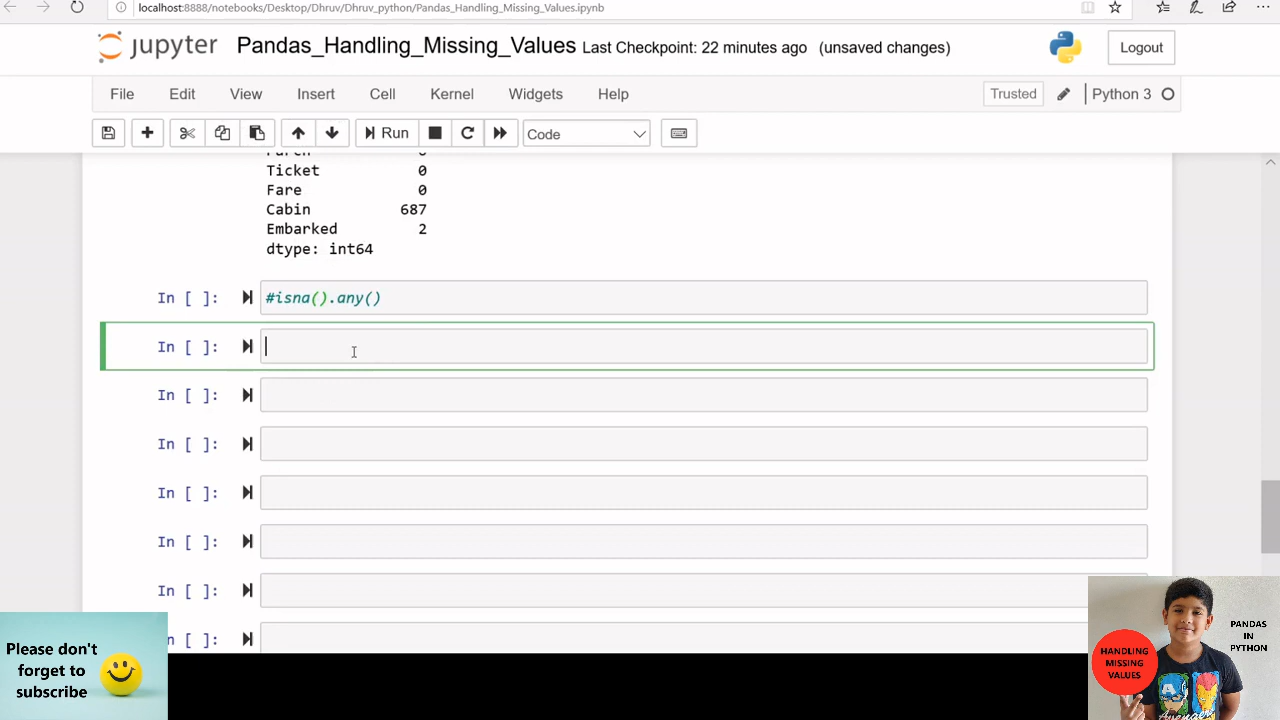 localhost:8888/notebooks/Desktop/Dhruv/Dhruv_python/Pandas_Handling_Missing_Values.ipynb
jupyter Pandas_Handling_Missing_Values Last Checkpoint: 22 minutes ago (unsaved changes) Logout
File Edit View Insert Cell Kernel Widgets Help Trusted Python 3
Run Code
Ticket 0
Fare 0
Cabin 687
Embarked 2
dtype: int64
In [ ]: #isna().any()
In [ ]:
In [ ]:
In [ ]:
In [ ]:
In [ ]:
In [ ]:
n [ ]:
Please don't
forget to
subscribe
HANDLING
MISSING
VALUES
PANDAS
IN
PYTHON